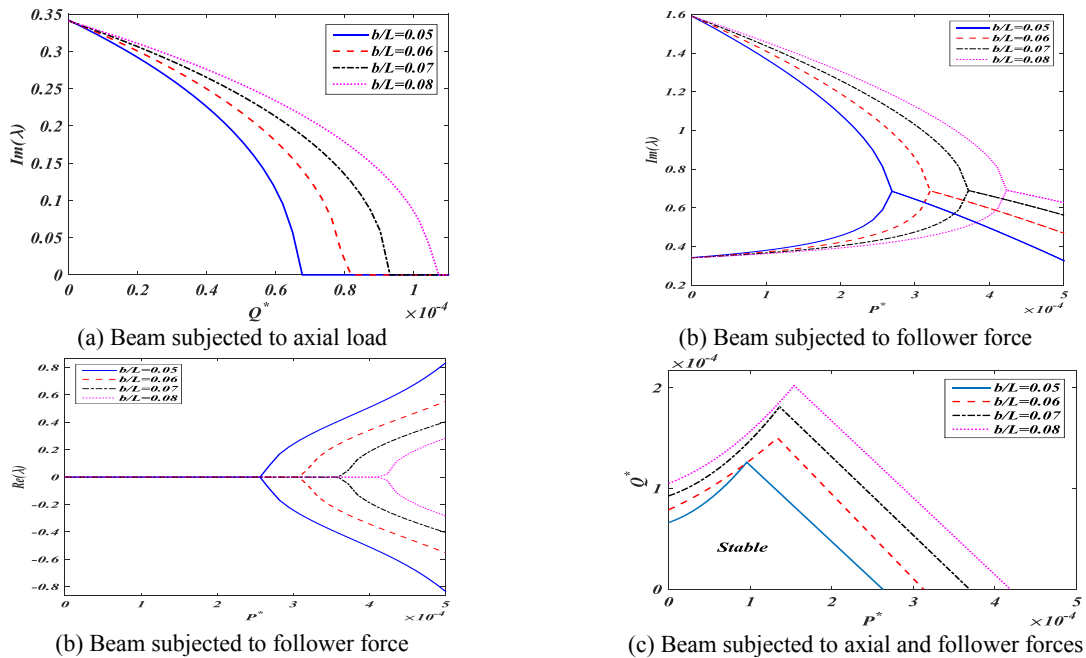 0.35
0.3
0.25
0.2
0.15
0.1
0.05
0
Im(λ)
b/L=0.05
b/L=0.06
b/L=0.07
b/L=0.08
0 0.2 0.4 0.6 0.8 1
Q*
×10⁻⁴
(a) Beam subjected to axial load
1.6
1.4
1.2
1
0.8
0.6
0.4
0.2
Im(λ)
b/L=0.05
b/L=0.06
b/L=0.07
b/L=0.08
0 1 2 3 4 5
P*
×10⁻⁴
(b) Beam subjected to follower force
0.8
0.6
0.4
0.2
0
-0.2
-0.4
-0.6
-0.8
Re(λ)
b/L=0.05
b/L=0.06
b/L=0.07
b/L=0.08
0 1 2 3 4 5
P*
×10⁻⁴
(b) Beam subjected to follower force
×10⁻⁴
2
1
0
Q*
b/L=0.05
b/L=0.06
b/L=0.07
b/L=0.08
Stable
0 1 2 3 4 5
P*
×10⁻⁴
(c) Beam subjected to axial and follower forces